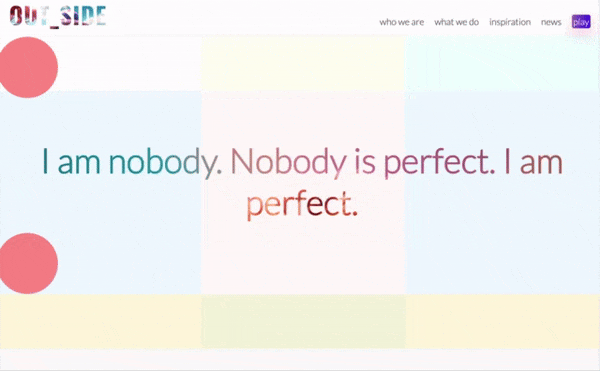 OUT_SIDE
who we are what we do inspiration news play
I am nobody. Nobody is perfect. I am
perfect.